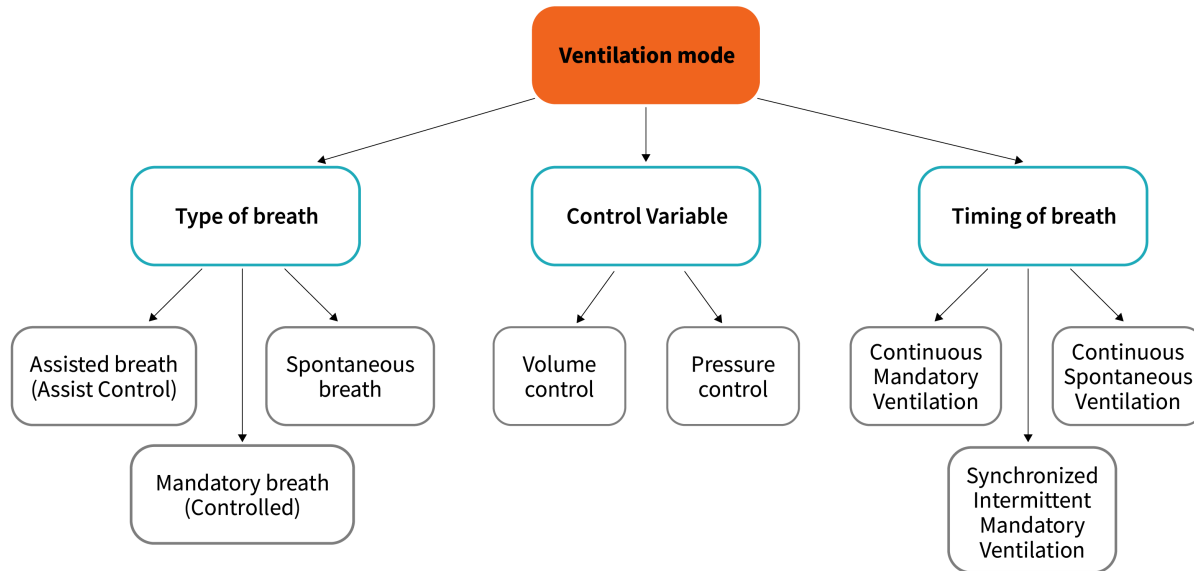 Ventilation mode
Type of breath
Control Variable
Timing of breath
Assisted breath
(Assist Control)
Spontaneous
breath
Mandatory breath
(Controlled)
Volume
control
Pressure
control
Continuous
Mandatory
Ventilation
Continuous
Spontaneous
Ventilation
Synchronized
Intermittent
Mandatory
Ventilation